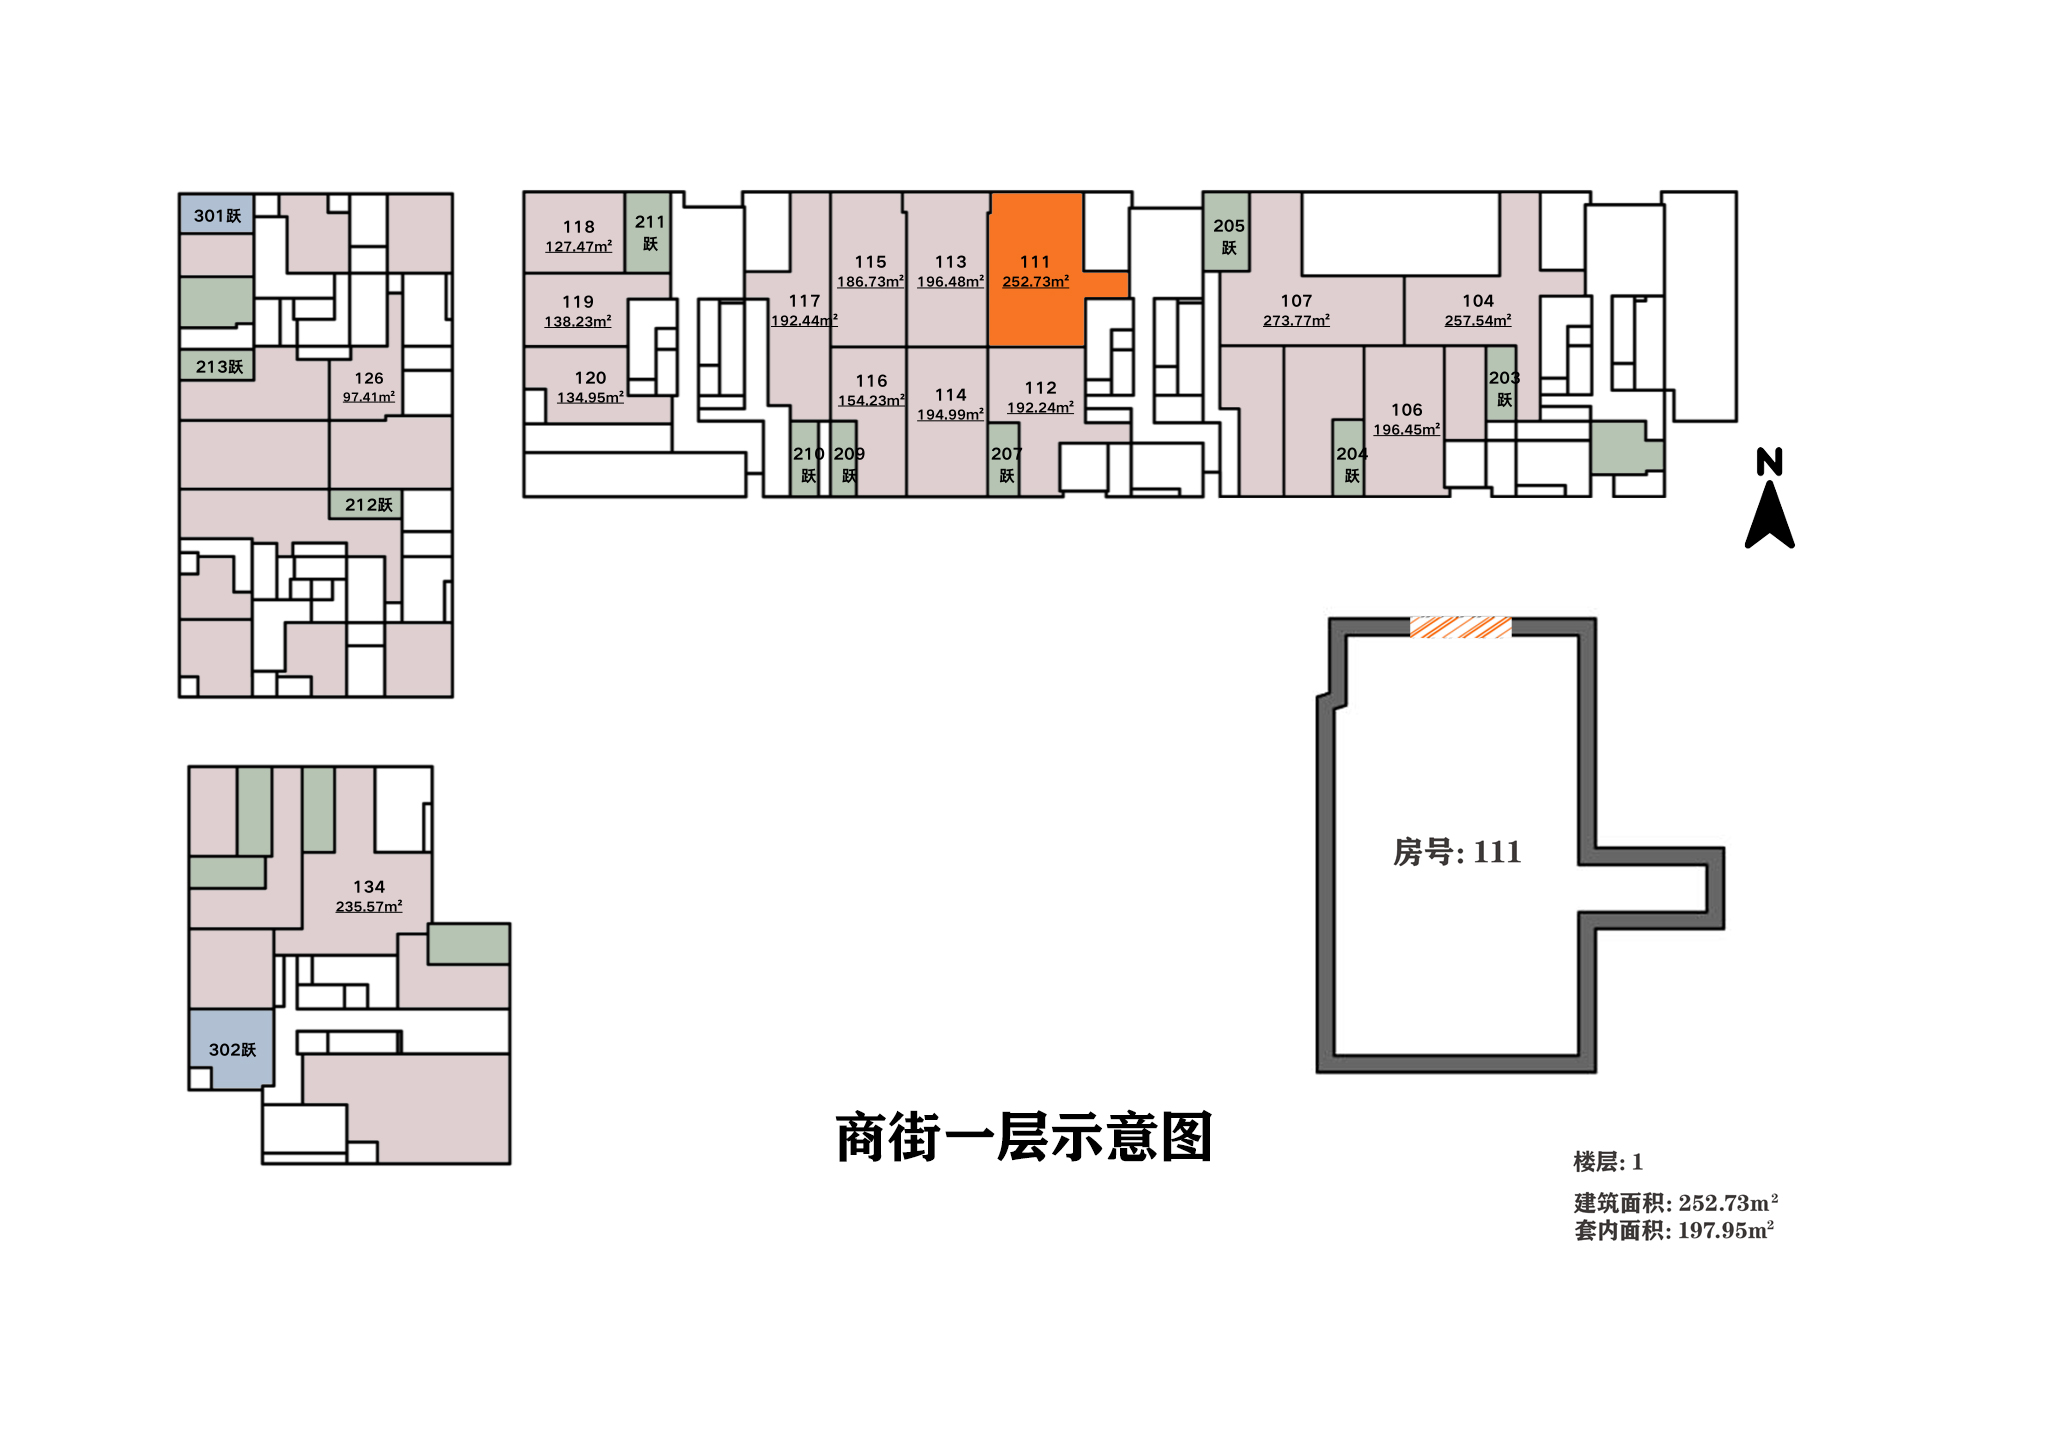 301跃
213跃
126
97.41m²
212跃
118
127.47m²
211
跃
119
138.23m²
120
134.95m²
117
192.44m²
115
186.73m²
113
196.48m²
111
252.73m²
116
154.23m²
114
194.99m²
112
192.24m²
210
跃
209
跃
207
跃
205
跃
107
273.77m²
104
257.54m²
203
跃
106
196.45m²
204
跃
N
134
235.57m²
302跃
房号: 111
商街一层示意图
楼层: 1
建筑面积: 252.73m²
套内面积: 197.95m²